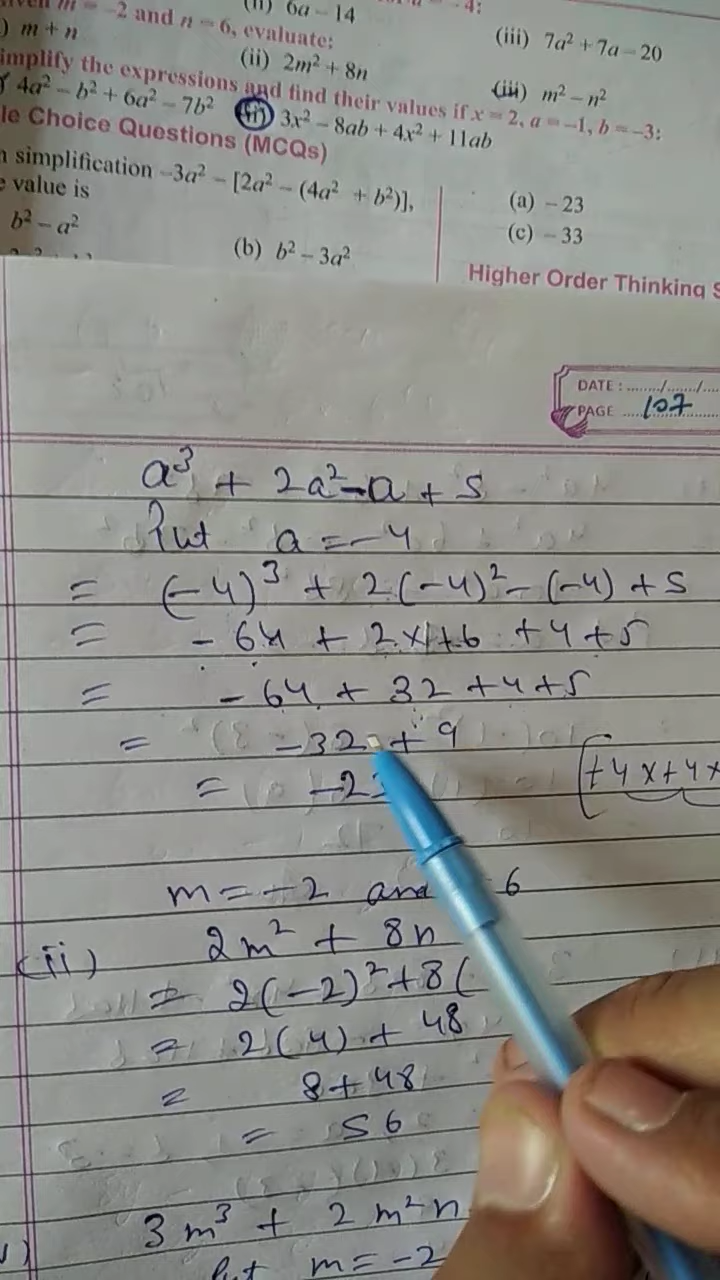 (ii) 6a – 14
m = –2 and n = 6, evaluate:
(iii) 7a² + 7a – 20
) m + n
(ii) 2m² + 8n
(iii) m² – n²
implify the expressions and find their values if x = 2, a = –1, b = –3:
4a² – b² + 6a² – 7b²
3x² – 8ab + 4x² + 11ab
le Choice Questions (MCQs)
simplification –3a² – [2a² – (4a² + b²)],
value is
(a) – 23
(c) – 33
b² – a²
(b) b² – 3a²
Higher Order Thinking S
DATE : ......../......./....
PAGE ..... 107
a³ + 2a² - a + 5
Put a = -4
= (-4)³ + 2(-4)² - (-4) + 5
= - 64 + 2×+6 + 4 + 5
= - 64 + 32 + 4 + 5
= - 32 + 9
= -2
+4 × +4 ×
m = -2 and 6
(ii) 2m² + 8n
= 2(-2)² + 8(
= 2(4) + 48
= 8 + 48
= 56
3m³ + 2m²n
Put m = -2